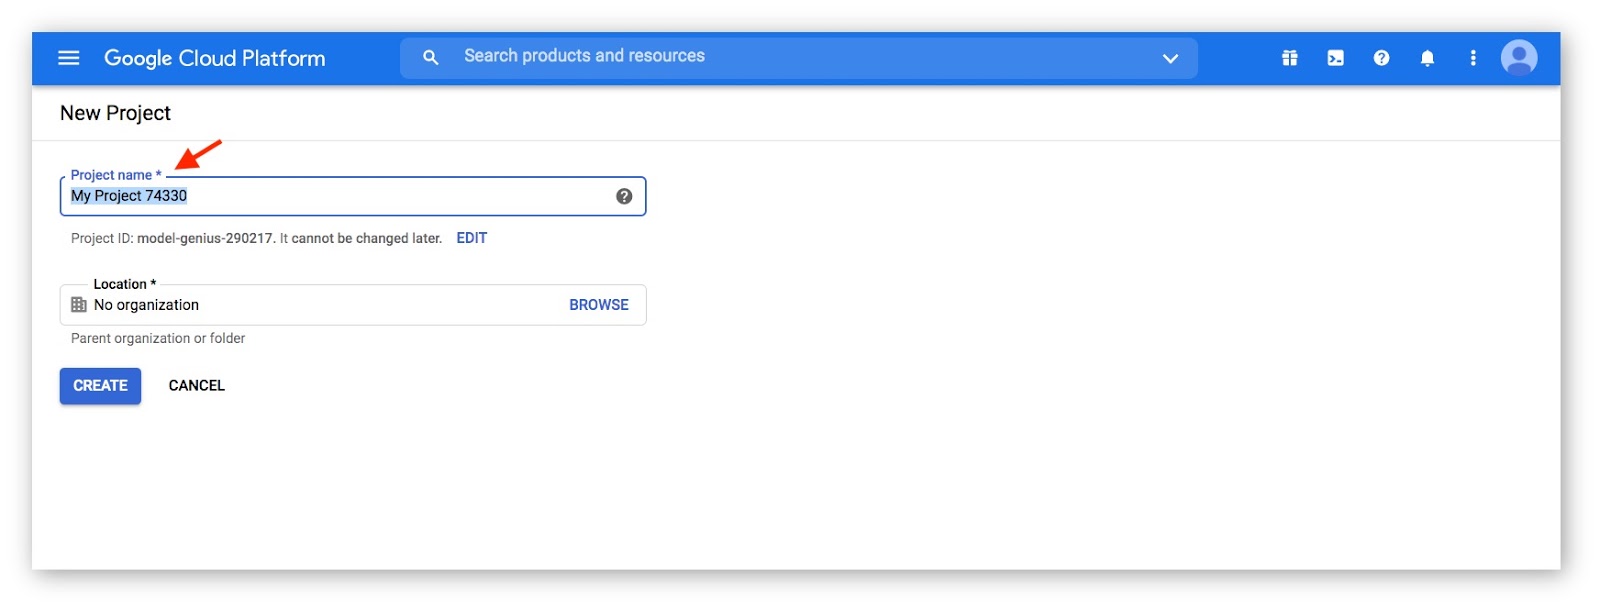 Google Cloud Platform
Search products and resources
New Project
Project name *
My Project 74330
Project ID: model-genius-290217. It cannot be changed later. EDIT
Location *
No organization BROWSE
Parent organization or folder
CREATE CANCEL